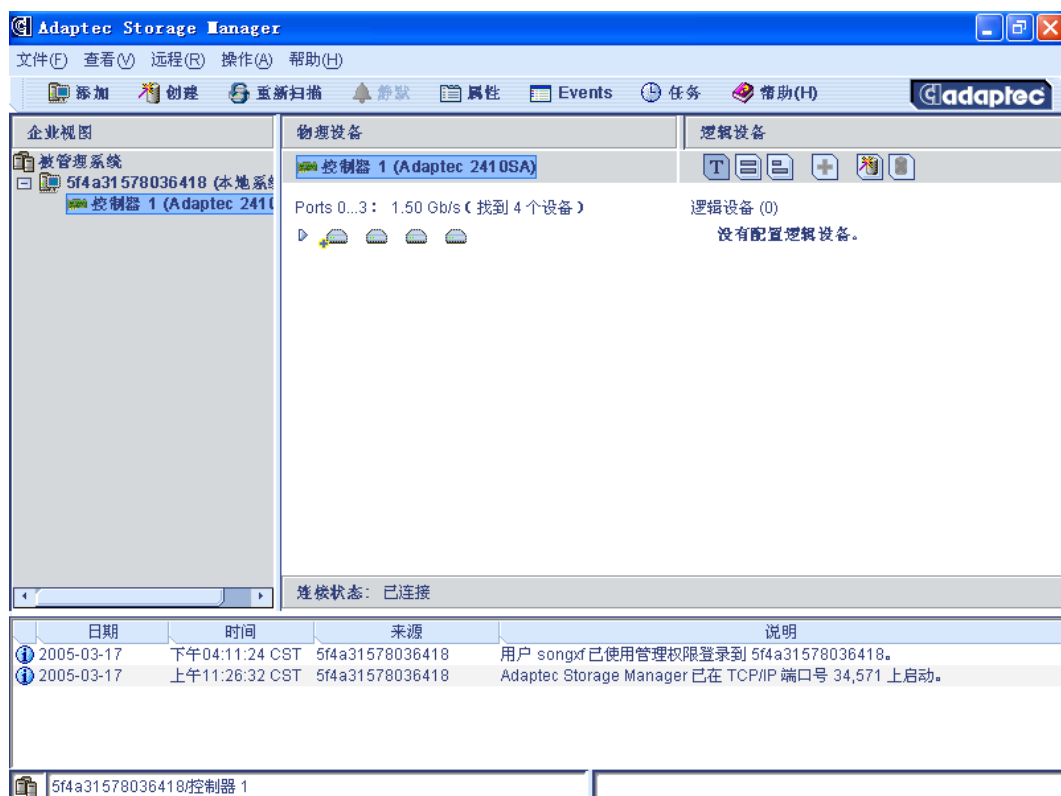 Adaptec Storage Manager
文件(F) 查看(V) 远程(R) 操作(A) 帮助(H)
添加 创建 重新扫描 静默 属性 Events 任务 帮助(H) adaptec
企业视图
被管理系统
5f4a31578036418 (本地系统
控制器 1 (Adaptec 2410
物理设备
控制器 1 (Adaptec 2410SA)
Ports 0...3: 1.50 Gb/s (找到 4 个设备)
逻辑设备
T
逻辑设备 (0)
没有配置逻辑设备。
连接状态: 已连接
日期 时间 来源 说明
2005-03-17 下午04:11:24 CST 5f4a31578036418 用户 songxf 已使用管理权限登录到 5f4a31578036418。
2005-03-17 上午11:26:32 CST 5f4a31578036418 Adaptec Storage Manager 已在 TCP/IP 端口号 34,571 上启动。
5f4a31578036418/控制器 1